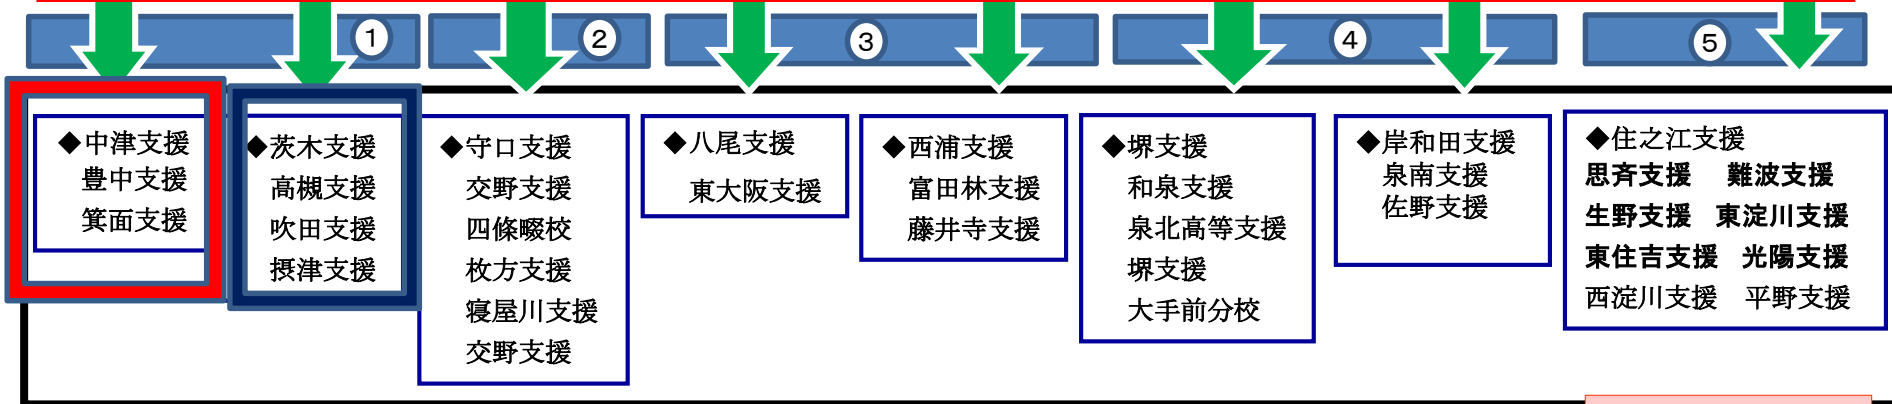 ① ② ③ ④ ⑤
◆中津支援
豊中支援
箕面支援
◆茨木支援
高槻支援
吹田支援
摂津支援
◆守口支援
交野支援
四條畷校
枚方支援
寝屋川支援
交野支援
◆八尾支援
東大阪支援
◆西浦支援
富田林支援
藤井寺支援
◆堺支援
和泉支援
泉北高等支援
堺支援
大手前分校
◆岸和田支援
泉南支援
佐野支援
◆住之江支援
思斉支援 難波支援
生野支援 東淀川支援
東住吉支援 光陽支援
西淀川支援 平野支援